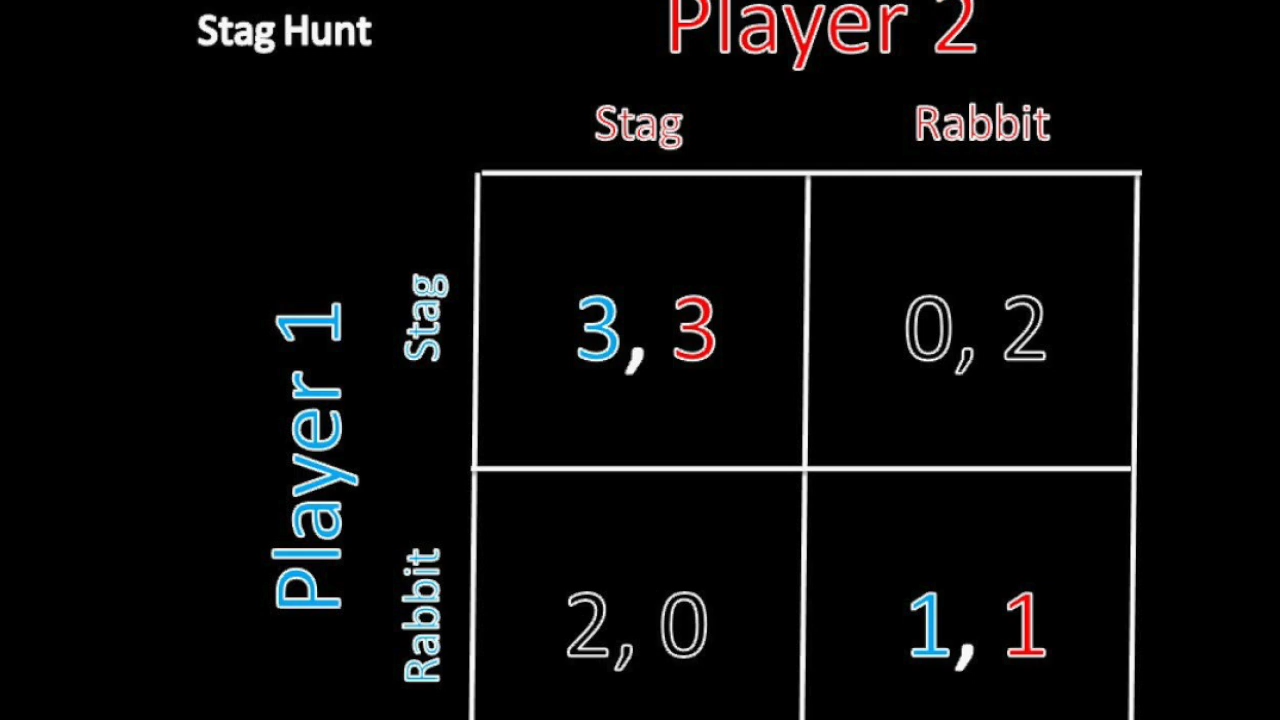 Stag Hunt
Player 2
Stag Rabbit
Player 1
Stag
3, 3 0, 2
Rabbit
2, 0 1, 1